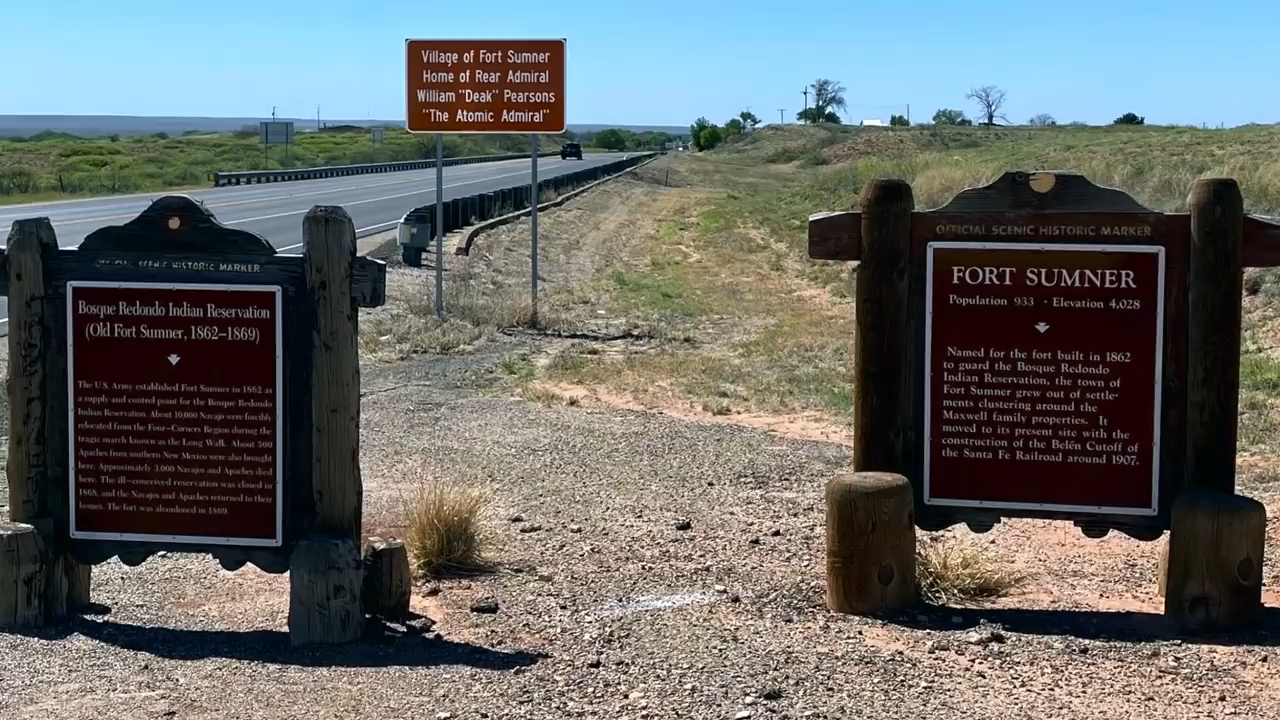 Village of Fort Sumner
Home of Rear Admiral
William "Deak" Pearsons
"The Atomic Admiral"
OFFICIAL SCENIC HISTORIC MARKER
Bosque Redondo Indian Reservation
(Old Fort Sumner, 1862–1869)
The U.S. Army established Fort Sumner in 1862 as
a supply and control point for the Bosque Redondo
Indian Reservation. About 10,000 Navajo were forcibly
relocated from the Four-Corners Region during the
tragic march known as the Long Walk. About 500
Apaches from southern New Mexico were also brought
here. Approximately 3,000 Navajos and Apaches died
here. The ill-conceived reservation was closed in
1868, and the Navajos and Apaches returned to their
homes. The fort was abandoned in 1869.
OFFICIAL SCENIC HISTORIC MARKER
FORT SUMNER
Population 933 · Elevation 4,028
Named for the fort built in 1862
to guard the Bosque Redondo
Indian Reservation, the town of
Fort Sumner grew out of settle-
ments clustering around the
Maxwell family properties. It
moved to its present site with the
construction of the Belén Cutoff of
the Santa Fe Railroad around 1907.